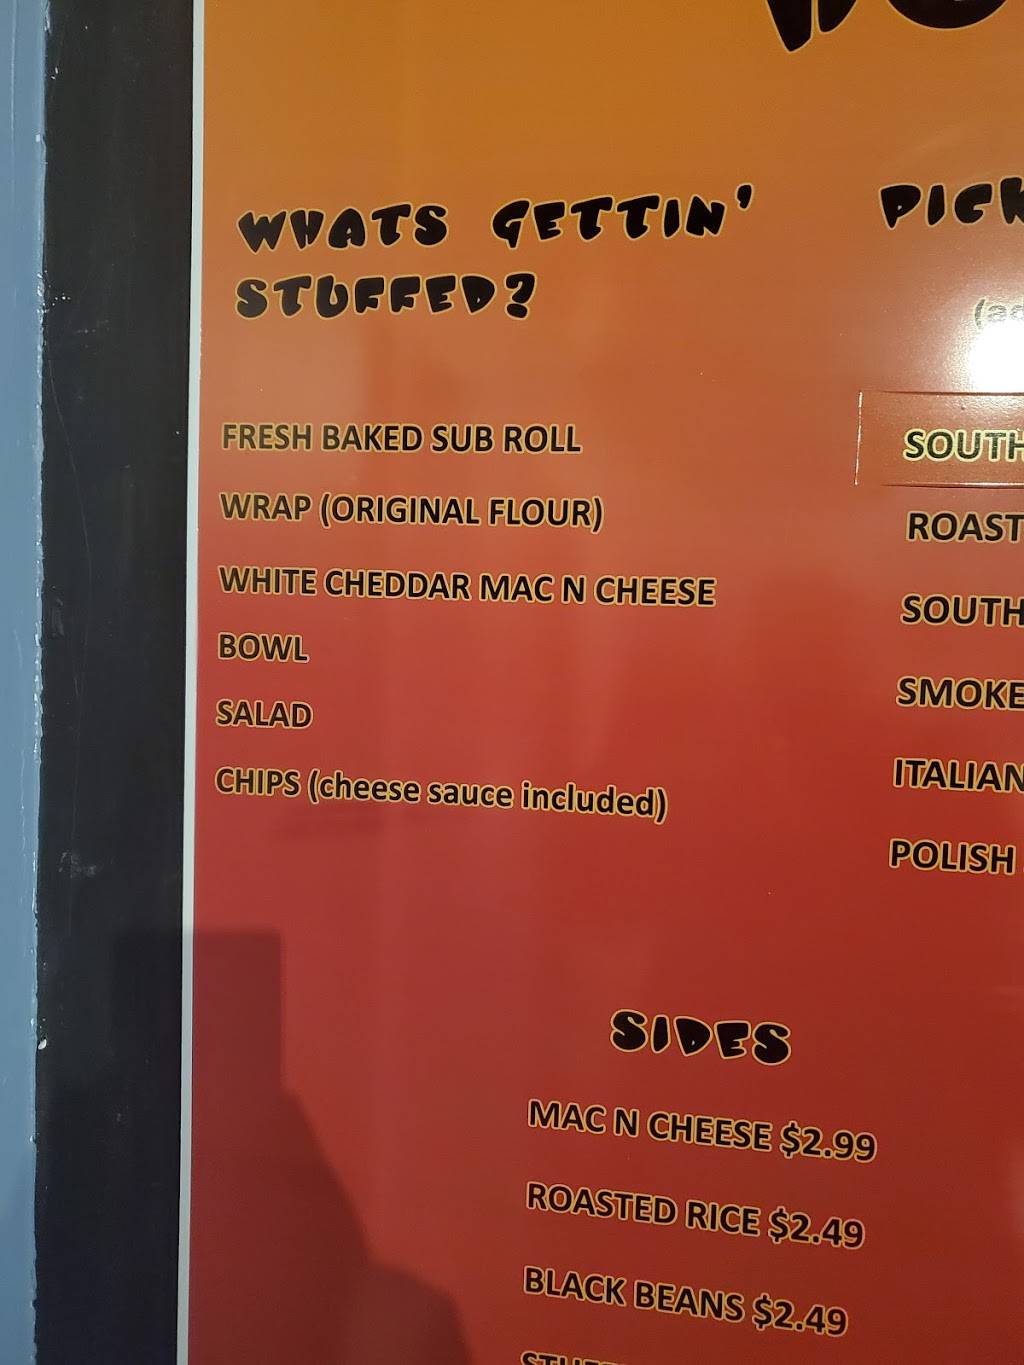 WHATS GETTIN'
STUFFED?
FRESH BAKED SUB ROLL
WRAP (ORIGINAL FLOUR)
WHITE CHEDDAR MAC N CHEESE
BOWL
SALAD
CHIPS (cheese sauce included)
PICK
(ad
SOUTH
ROAST
SOUTH
SMOKE
ITALIAN
POLISH
SIDES
MAC N CHEESE $2.99
ROASTED RICE $2.49
BLACK BEANS $2.49